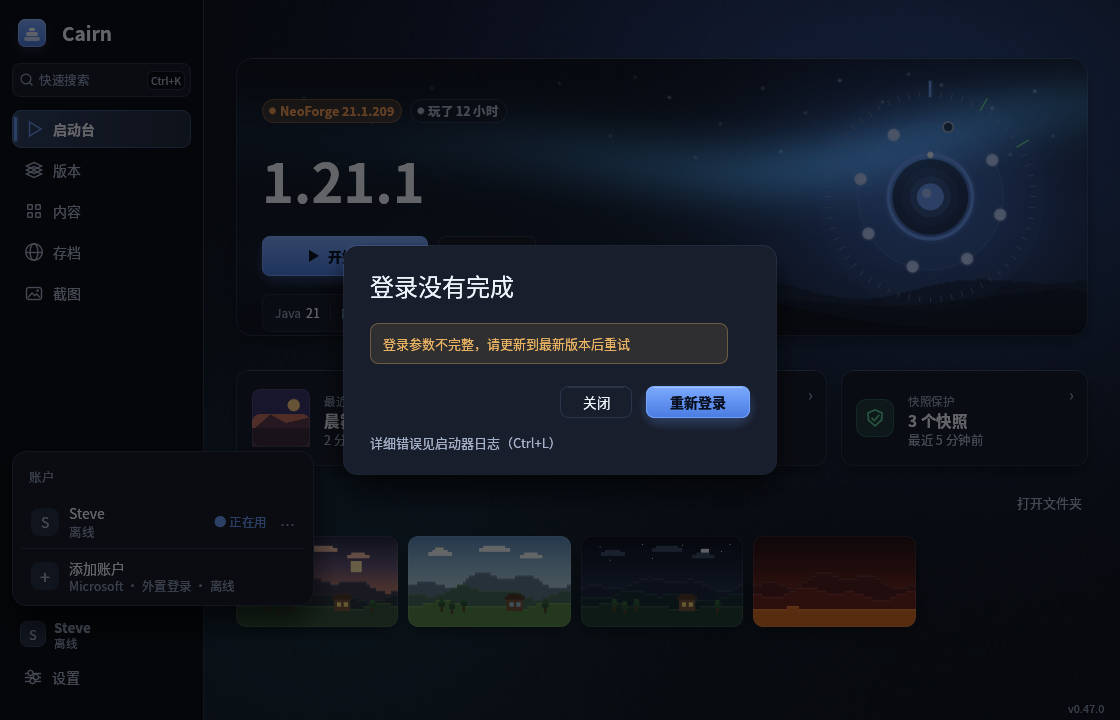 Cairn
快速搜索
Ctrl+K
启动台
版本
内容
存档
截图
NeoForge 21.1.209
玩了 12 小时
1.21.1
Java 21
登录没有完成
登录参数不完整，请更新到最新版本后重试
关闭
重新登录
详细错误见启动器日志（Ctrl+L）
快照保护
3 个快照
最近 5 分钟前
打开文件夹
账户
S
Steve
离线
正在用
…
+
添加账户
Microsoft · 外置登录 · 离线
S
Steve
离线
设置
v0.47.0